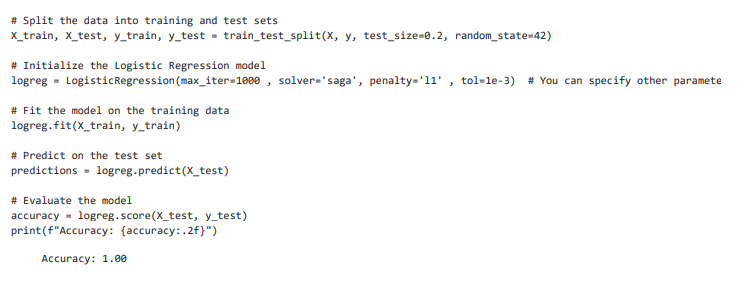 # Split the data into training and test sets
X_train, X_test, y_train, y_test = train_test_split(X, y, test_size=0.2, random_state=42)
# Initialize the Logistic Regression model
logreg = LogisticRegression(max_iter=1000 , solver='saga', penalty='l1' , tol=1e-3)  # You can specify other paramete
# Fit the model on the training data
logreg.fit(X_train, y_train)
# Predict on the test set
predictions = logreg.predict(X_test)
# Evaluate the model
accuracy = logreg.score(X_test, y_test)
print(f"Accuracy: {accuracy:.2f}")
Accuracy: 1.00